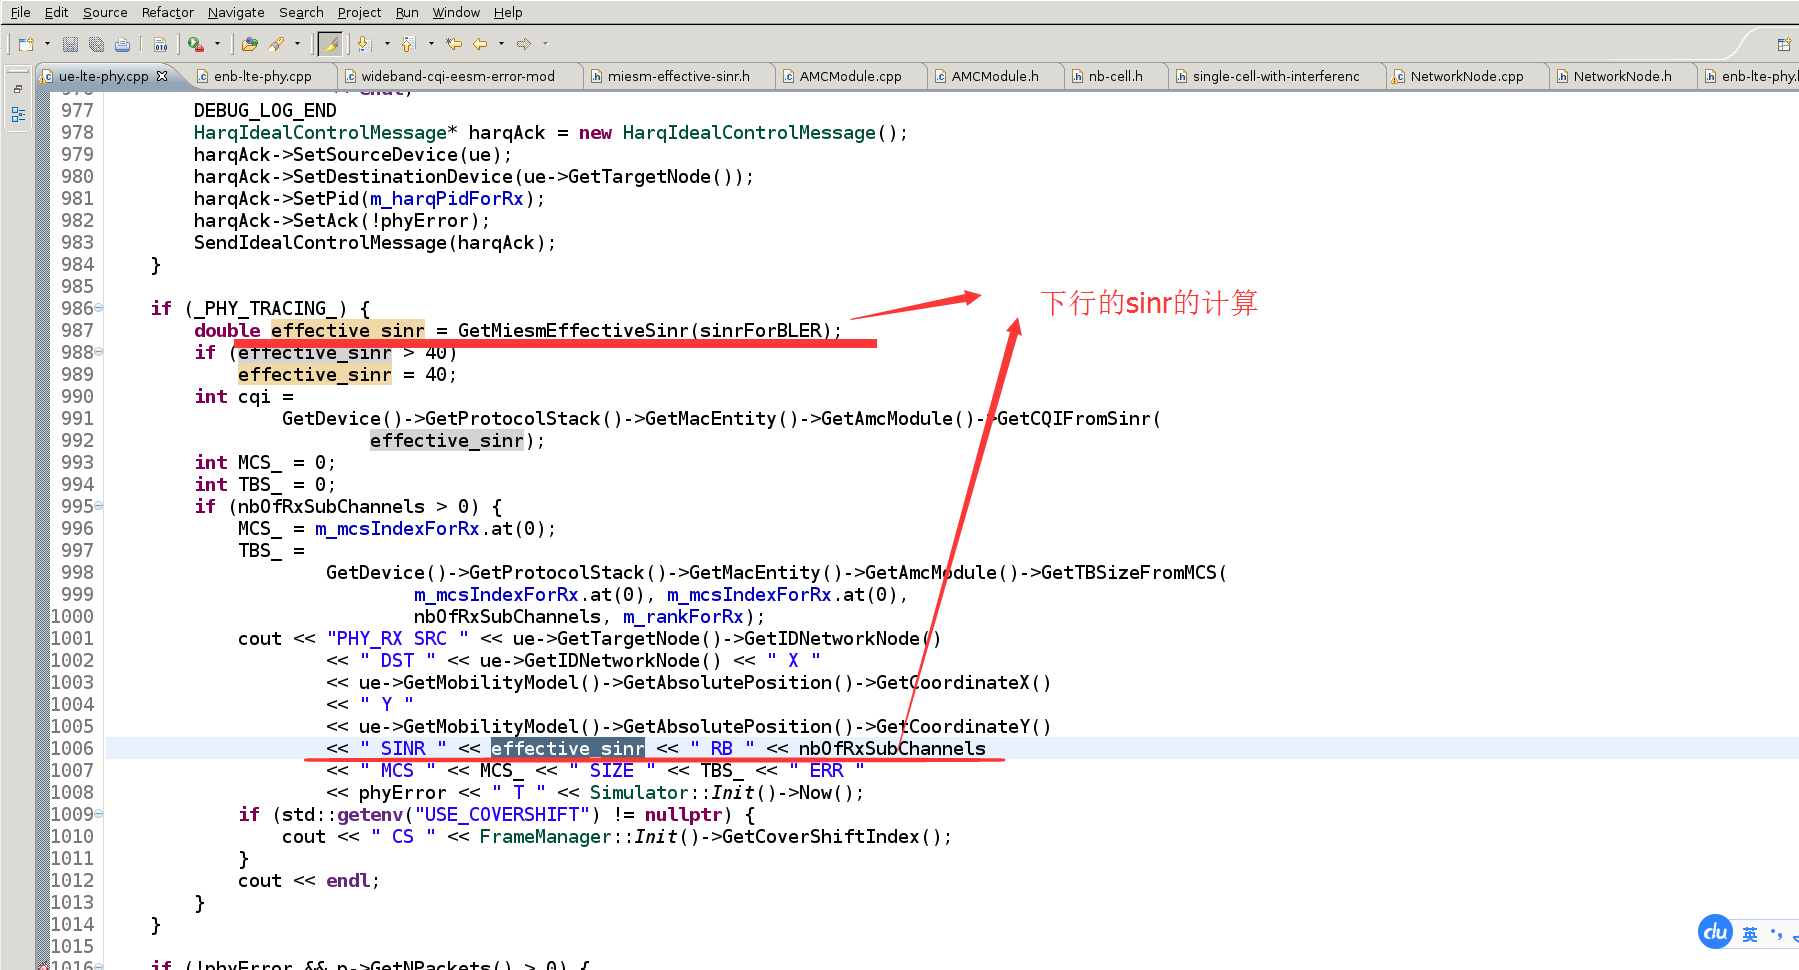 File Edit Source Refactor Navigate Search Project Run Window Help
ue-lte-phy.cpp enb-lte-phy.cpp wideband-cqi-eesm-error-mod miesm-effective-sinr.h AMCModule.cpp AMCModule.h nb-cell.h single-cell-with-interferenc NetworkNode.cpp NetworkNode.h enb-lte-phy.h
976 << endl;
977 DEBUG_LOG_END
978 HarqIdealControlMessage* harqAck = new HarqIdealControlMessage();
979 harqAck->SetSourceDevice(ue);
980 harqAck->SetDestinationDevice(ue->GetTargetNode());
981 harqAck->SetPid(m_harqPidForRx);
982 harqAck->SetAck(!phyError);
983 SendIdealControlMessage(harqAck);
984 }
985
986 if (_PHY_TRACING_) {
下行的sinr的计算
987 double effective_sinr = GetMiesmEffectiveSinr(sinrForBLER);
988 if (effective_sinr > 40)
989 effective_sinr = 40;
990 int cqi =
991 GetDevice()->GetProtocolStack()->GetMacEntity()->GetAmcModule()->GetCQIFromSinr(
992 effective_sinr);
993 int MCS_ = 0;
994 int TBS_ = 0;
995 if (nbOfRxSubChannels > 0) {
996 MCS_ = m_mcsIndexForRx.at(0);
997 TBS_ =
998 GetDevice()->GetProtocolStack()->GetMacEntity()->GetAmcModule()->GetTBSizeFromMCS(
999 m_mcsIndexForRx.at(0), m_mcsIndexForRx.at(0),
1000 nbOfRxSubChannels, m_rankForRx);
1001 cout << "PHY_RX SRC " << ue->GetTargetNode()->GetIDNetworkNode()
1002 << " DST " << ue->GetIDNetworkNode() << " X "
1003 << ue->GetMobilityModel()->GetAbsolutePosition()->GetCoordinateX()
1004 << " Y "
1005 << ue->GetMobilityModel()->GetAbsolutePosition()->GetCoordinateY()
1006 << " SINR " << effective_sinr << " RB " << nbOfRxSubChannels
1007 << " MCS " << MCS_ << " SIZE " << TBS_ << " ERR "
1008 << phyError << " T " << Simulator::Init()->Now();
1009 if (std::getenv("USE_COVERSHIFT") != nullptr) {
1010 cout << " CS " << FrameManager::Init()->GetCoverShiftIndex();
1011 }
1012 cout << endl;
1013 }
1014 }
1015
1016 if (!phyError && p->GetNPackets() > 0) {
du 英